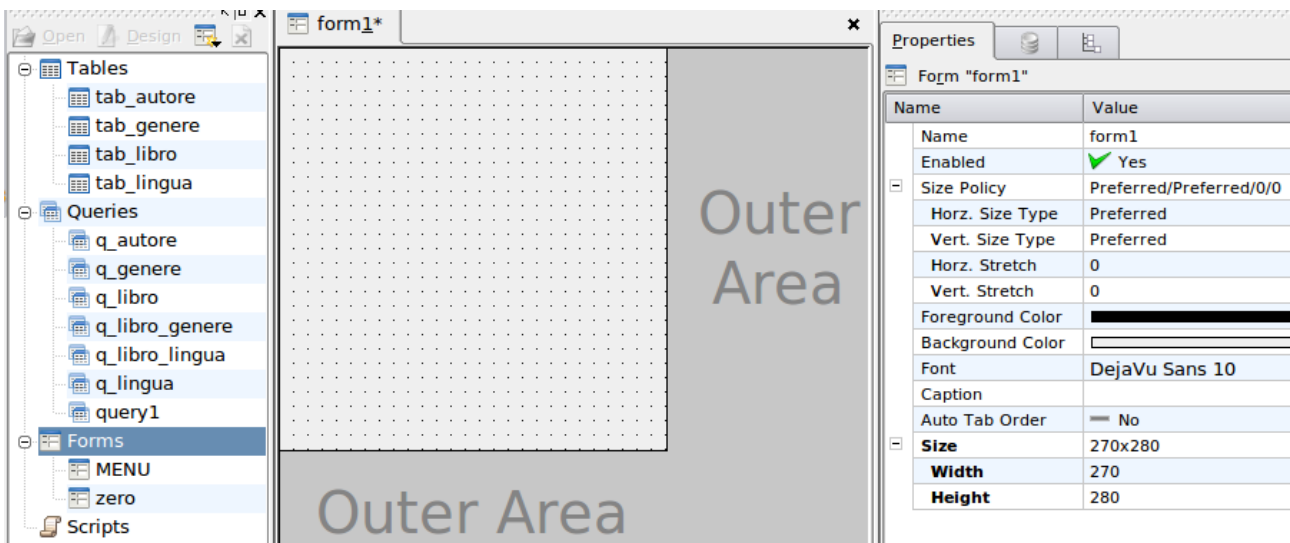 Open Design
Tables
tab_autore
tab_genere
tab_libro
tab_lingua
Queries
q_autore
q_genere
q_libro
q_libro_genere
q_libro_lingua
q_lingua
query1
Forms
MENU
zero
Scripts
form1*
Outer
Area
Outer Area
Properties
Form "form1"
Name Value
Name form1
Enabled Yes
Size Policy Preferred/Preferred/0/0
Horz. Size Type Preferred
Vert. Size Type Preferred
Horz. Stretch 0
Vert. Stretch 0
Foreground Color
Background Color
Font DejaVu Sans 10
Caption
Auto Tab Order No
Size 270x280
Width 270
Height 280